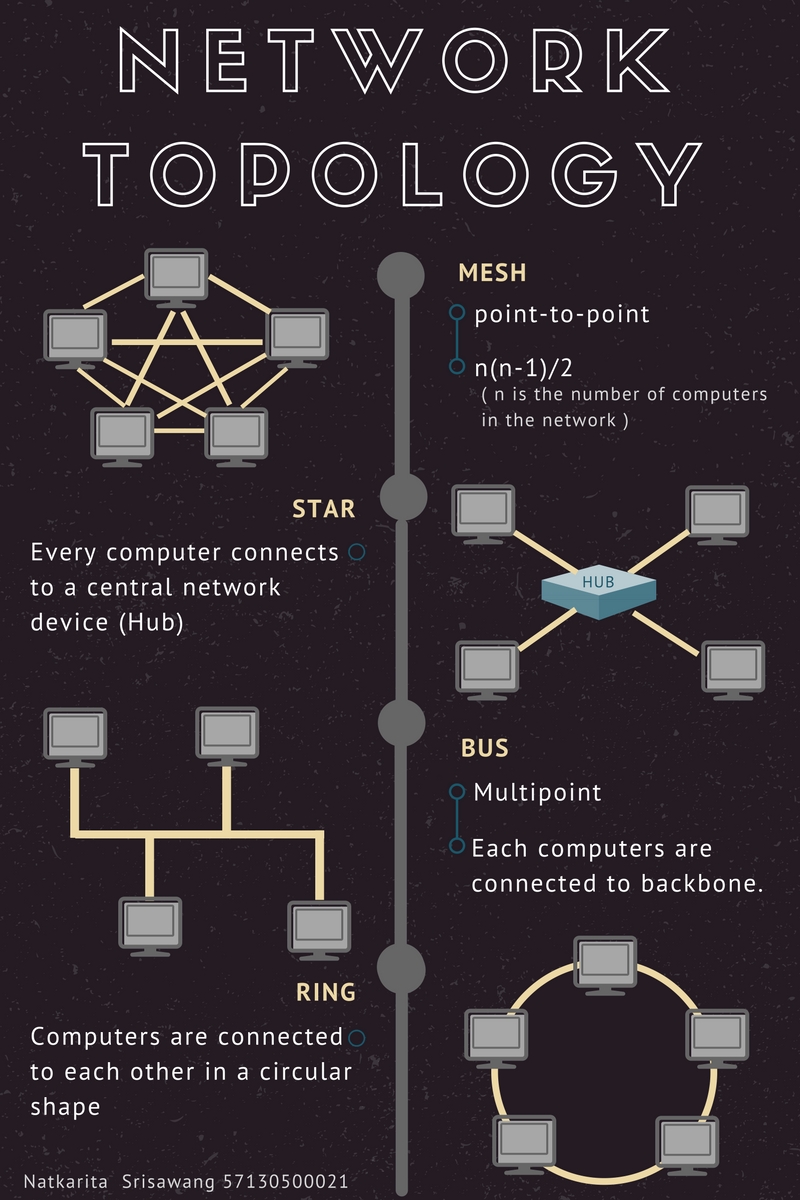 NETWORK
TOPOLOGY
MESH
point-to-point
n(n-1)/2
( n is the number of computers
in the network )
STAR
Every computer connects
to a central network
device (Hub)
HUB
BUS
Multipoint
Each computers are
connected to backbone.
RING
Computers are connected
to each other in a circular
shape
Natkarita Srisawang 57130500021